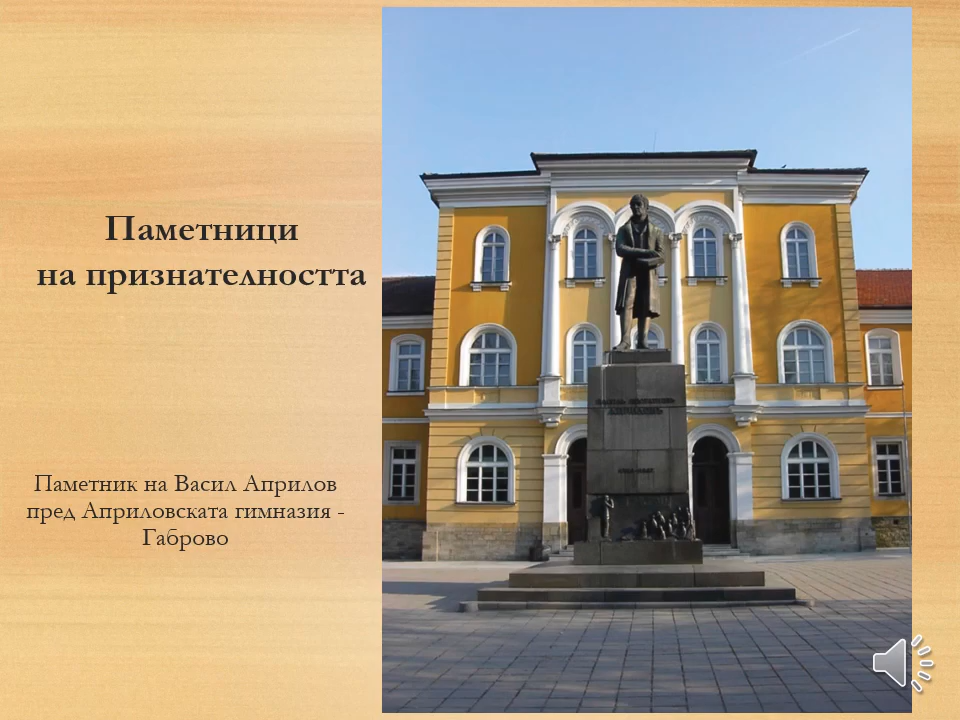 Паметници
на признателността
Паметник на Васил Априлов
пред Априловската гимназия -
Габрово